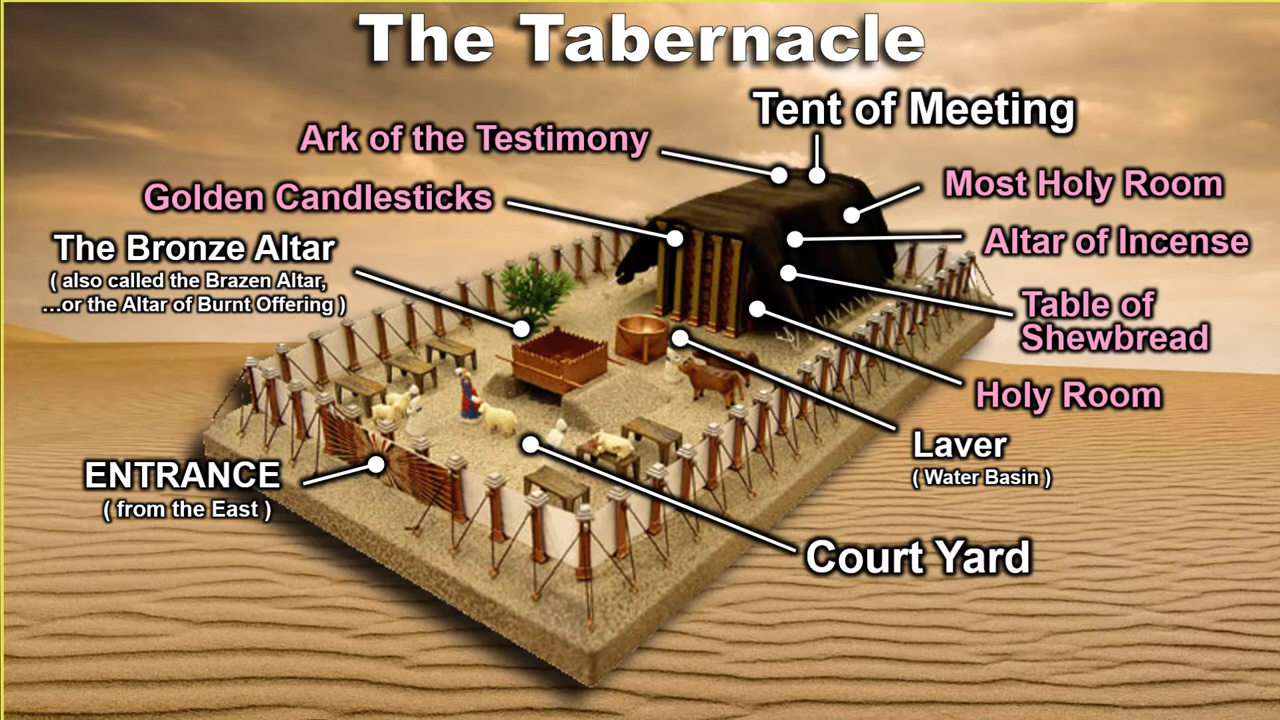 The Tabernacle
Tent of Meeting
Ark of the Testimony
Most Holy Room
Golden Candlesticks
Altar of Incense
The Bronze Altar
( also called the Brazen Altar,
...or the Altar of Burnt Offering )
Table of
Shewbread
Holy Room
Laver
( Water Basin )
ENTRANCE
( from the East )
Court Yard